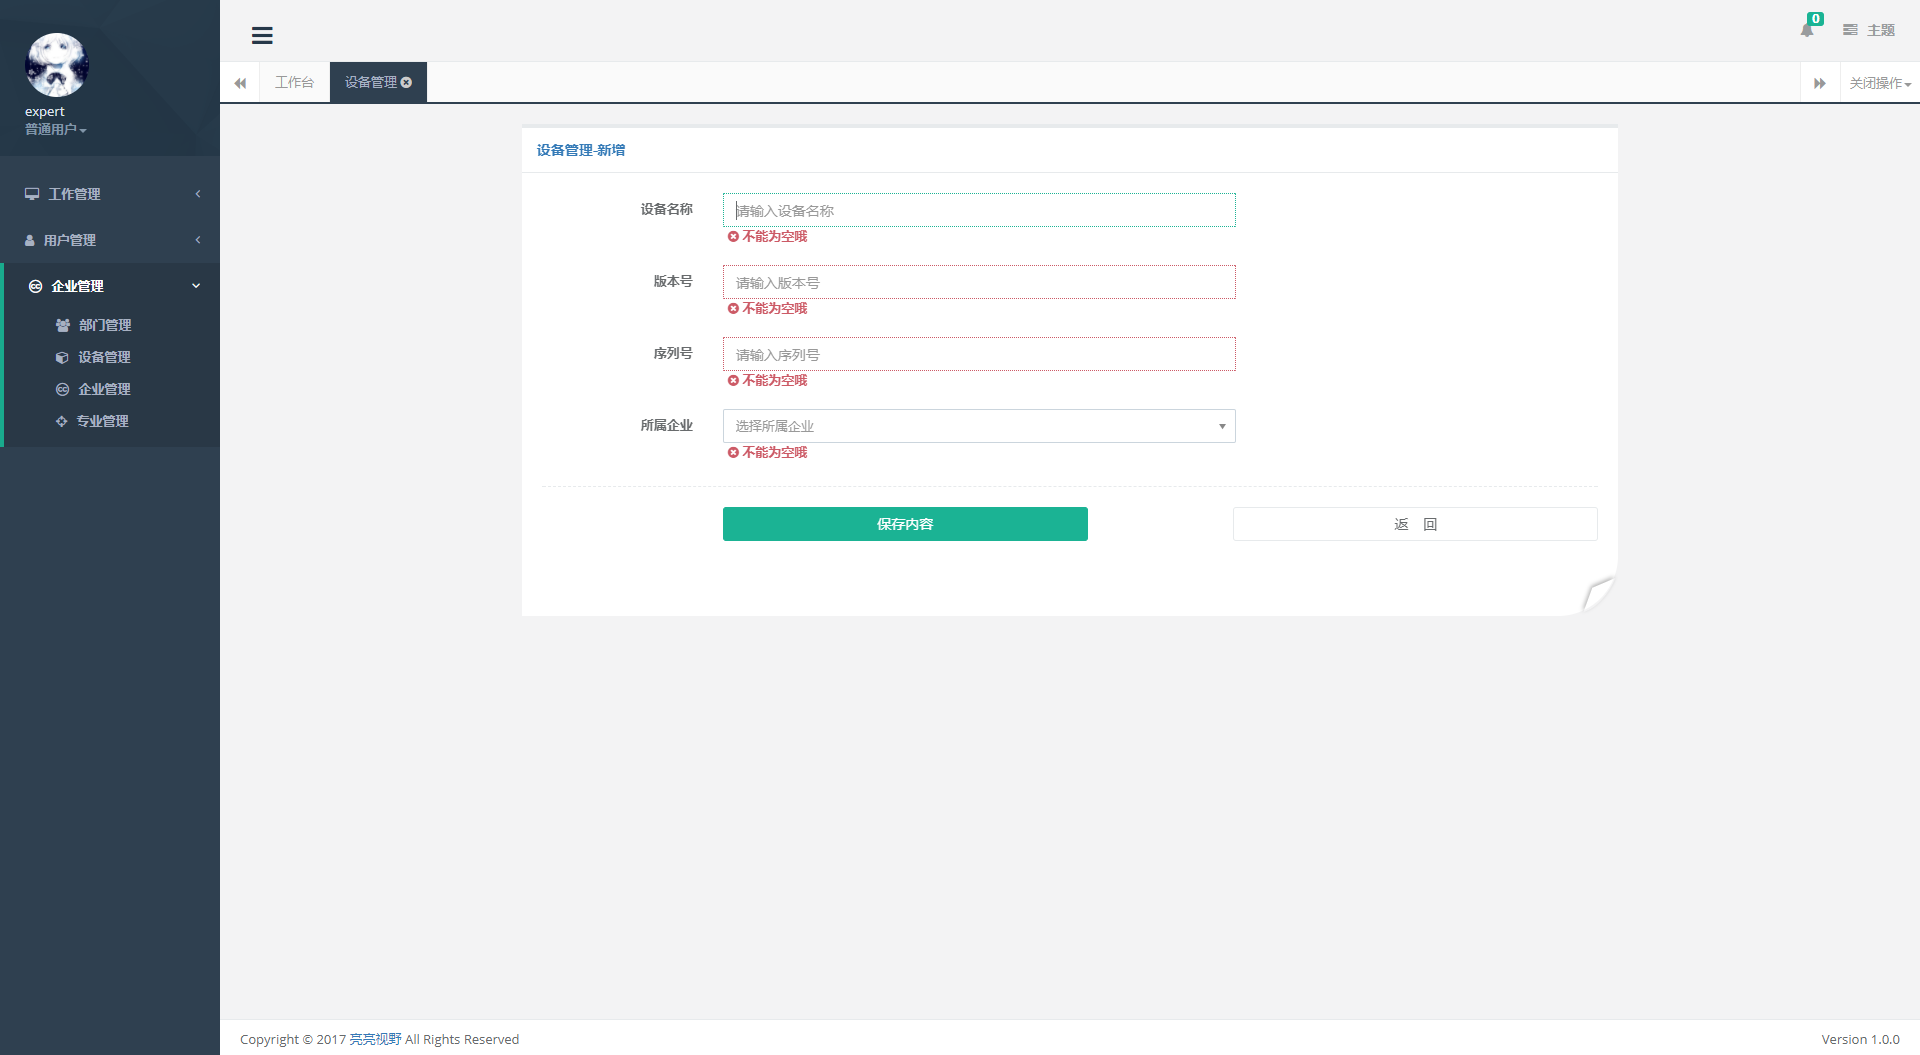 expert
普通用户
工作管理
用户管理
企业管理
部门管理
设备管理
企业管理
专业管理
0
主题
工作台
设备管理
关闭操作
设备管理-新增
设备名称
请输入设备名称
不能为空哦
版本号
请输入版本号
不能为空哦
序列号
请输入序列号
不能为空哦
所属企业
选择所属企业
不能为空哦
保存内容
返 回
Copyright © 2017 亮亮视野 All Rights Reserved
Version 1.0.0